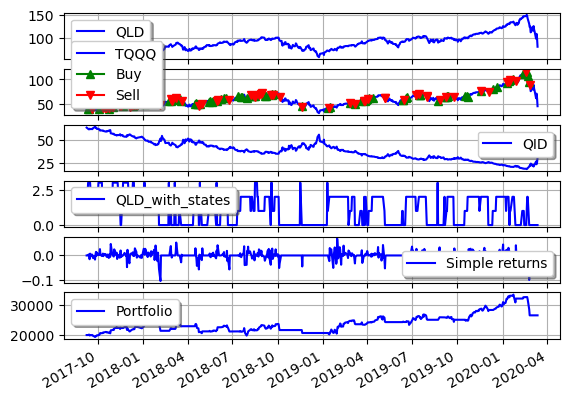 150
100
QLD
TQQQ
Buy
Sell
100
50
50
25
QID
2.5
0.0
QLD_with_states
0.0
−0.1
Simple returns
30000
20000
Portfolio
2017-10
2018-01
2018-04
2018-07
2018-10
2019-01
2019-04
2019-07
2019-10
2020-01
2020-04